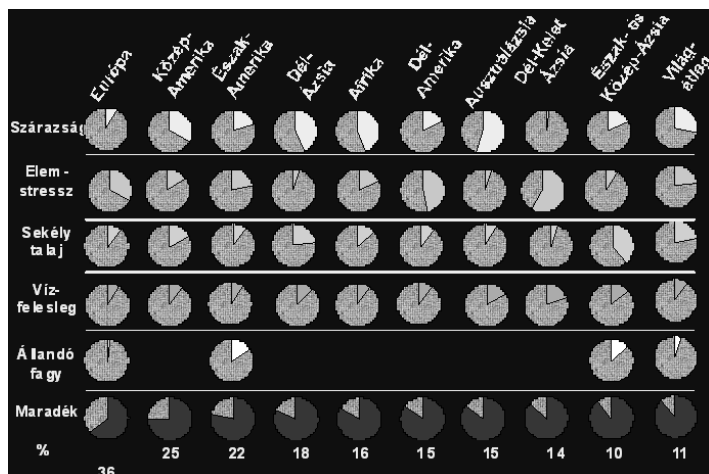 Európa
Közép-
Amerika
Észak-
Amerika
Dél-
Ázsia
Afrika
Dél-
Amerika
Ausztrálázsia
Dél-Kelet
Ázsia
Észak- és
Közép-Ázsia
Világ-
átlag
Szárazság
Elem -
stressz
Sekély
talaj
Víz-
felesleg
Állandó
fagy
Maradék
% 25 22 18 16 15 15 14 10 11
36